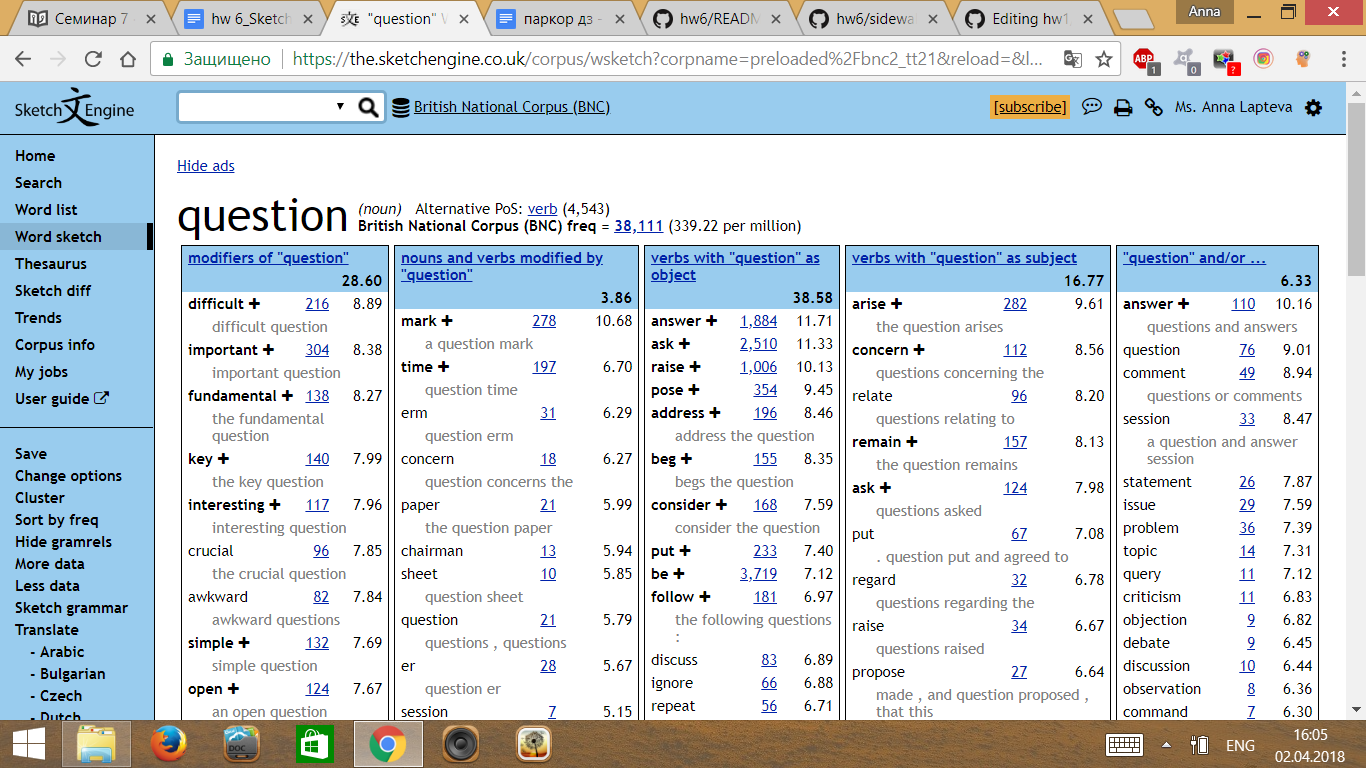 Семинар 7 -
hw 6_Sketch
"question" W
паркор дз -
hw6/READM
hw6/sidewa
Editing hw1
Anna
Защищено
https://the.sketchengine.co.uk/corpus/wsketch?corpname=preloaded%2Fbnc2_tt21&reload=&l...
ABP 1 0 ?
Sketch Engine
British National Corpus (BNC)
[subscribe]
Ms. Anna Lapteva
Home
Search
Word list
Word sketch
Thesaurus
Sketch diff
Trends
Corpus info
My jobs
User guide
Save
Change options
Cluster
Sort by freq
Hide gramrels
More data
Less data
Sketch grammar
Translate
- Arabic
- Bulgarian
- Czech
- Dutch
Hide ads
question (noun) Alternative PoS: verb (4,543)
British National Corpus (BNC) freq = 38,111 (339.22 per million)
modifiers of "question"
28.60
difficult + 216 8.89
difficult question
important + 304 8.38
important question
fundamental + 138 8.27
the fundamental
question
key + 140 7.99
the key question
interesting + 117 7.96
interesting question
crucial 96 7.85
the crucial question
awkward 82 7.84
awkward questions
simple + 132 7.69
simple question
open + 124 7.67
an open question
nouns and verbs modified by
"question"
3.86
mark + 278 10.68
a question mark
time + 197 6.70
question time
erm 31 6.29
question erm
concern 18 6.27
question concerns the
paper 21 5.99
the question paper
chairman 13 5.94
sheet 10 5.85
question sheet
question 21 5.79
questions , questions
er 28 5.67
question er
session 7 5.15
verbs with "question" as
object
38.58
answer + 1,884 11.71
ask + 2,510 11.33
raise + 1,006 10.13
pose + 354 9.45
address + 196 8.46
address the question
beg + 155 8.35
begs the question
consider + 168 7.59
consider the question
put + 233 7.40
be + 3,719 7.12
follow + 181 6.97
the following questions
:
discuss 83 6.89
ignore 66 6.88
repeat 56 6.71
verbs with "question" as subject
16.77
arise + 282 9.61
the question arises
concern + 112 8.56
questions concerning the
relate 96 8.20
questions relating to
remain + 157 8.13
the question remains
ask + 124 7.98
questions asked
put 67 7.08
. question put and agreed to
regard 32 6.78
questions regarding the
raise 34 6.67
questions raised
propose 27 6.64
made , and question proposed ,
that this
"question" and/or ...
6.33
answer + 110 10.16
questions and answers
question 76 9.01
comment 49 8.94
questions or comments
session 33 8.47
a question and answer
session
statement 26 7.87
issue 29 7.59
problem 36 7.39
topic 14 7.31
query 11 7.12
criticism 11 6.83
objection 9 6.82
debate 9 6.45
discussion 10 6.44
observation 8 6.36
command 7 6.30
DOC
ENG
16:05
02.04.2018